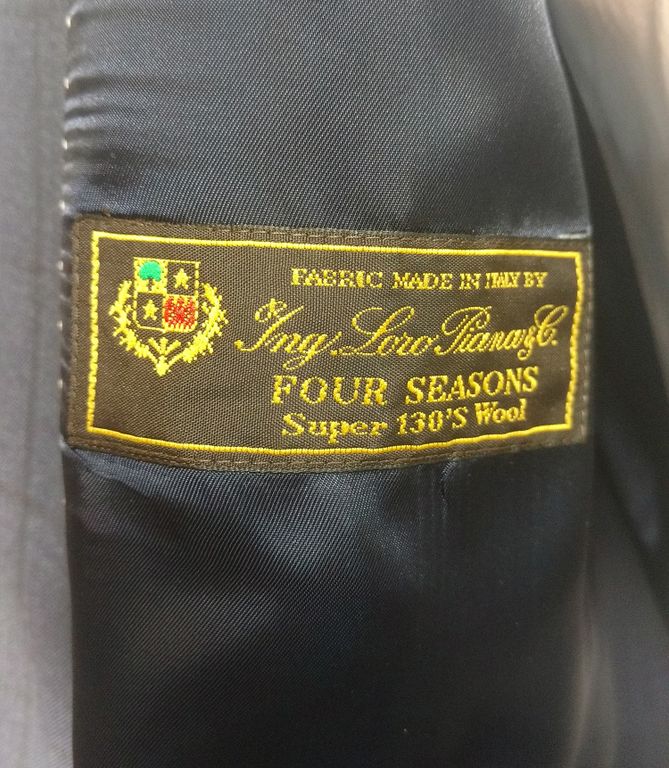 FABRIC MADE IN ITALY BY
Ing. Loro Piana & C.
FOUR SEASONS
Super 130'S Wool